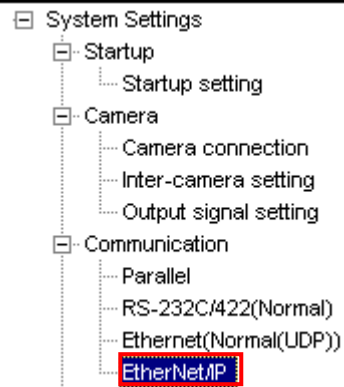 System Settings
Startup
Startup setting
Camera
Camera connection
Inter-camera setting
Output signal setting
Communication
Parallel
RS-232C/422(Normal)
Ethernet(Normal(UDP))
EtherNet/IP